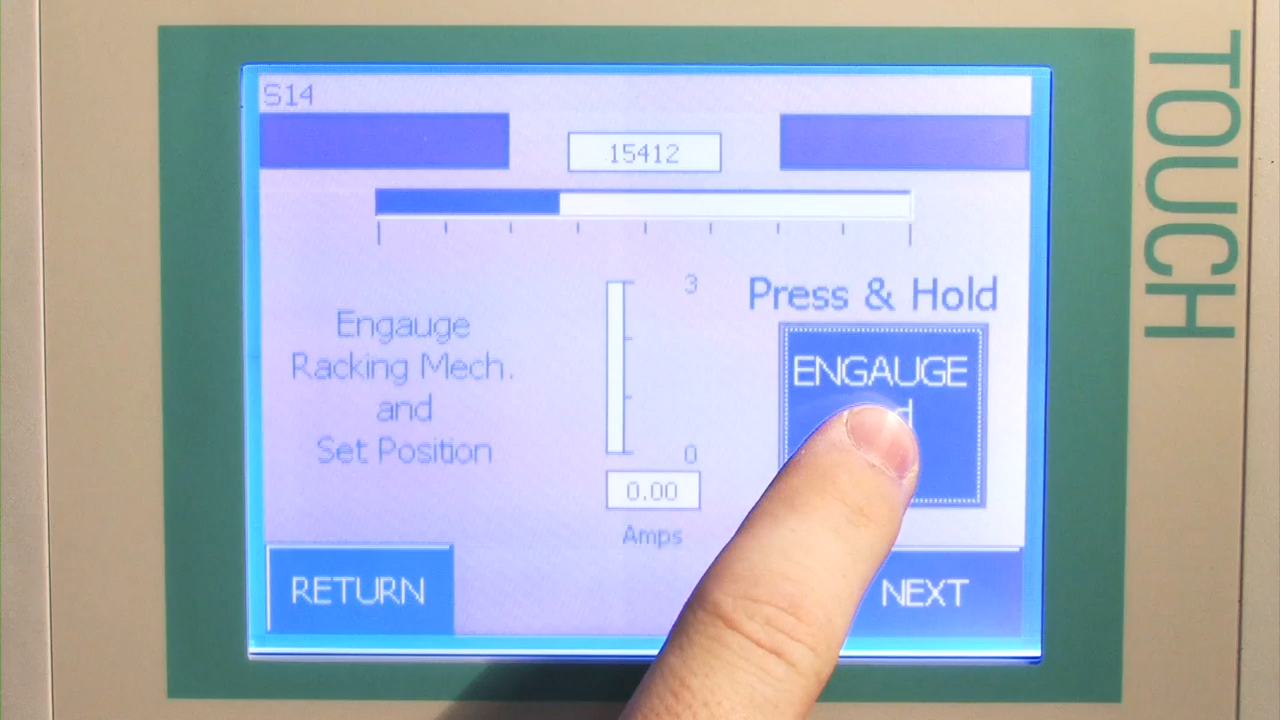 S14
15412
TOUCH
3
Press & Hold
Engauge
Racking Mech.
and
Set Position
ENGAUGE
0
0.00
Amps
RETURN
NEXT